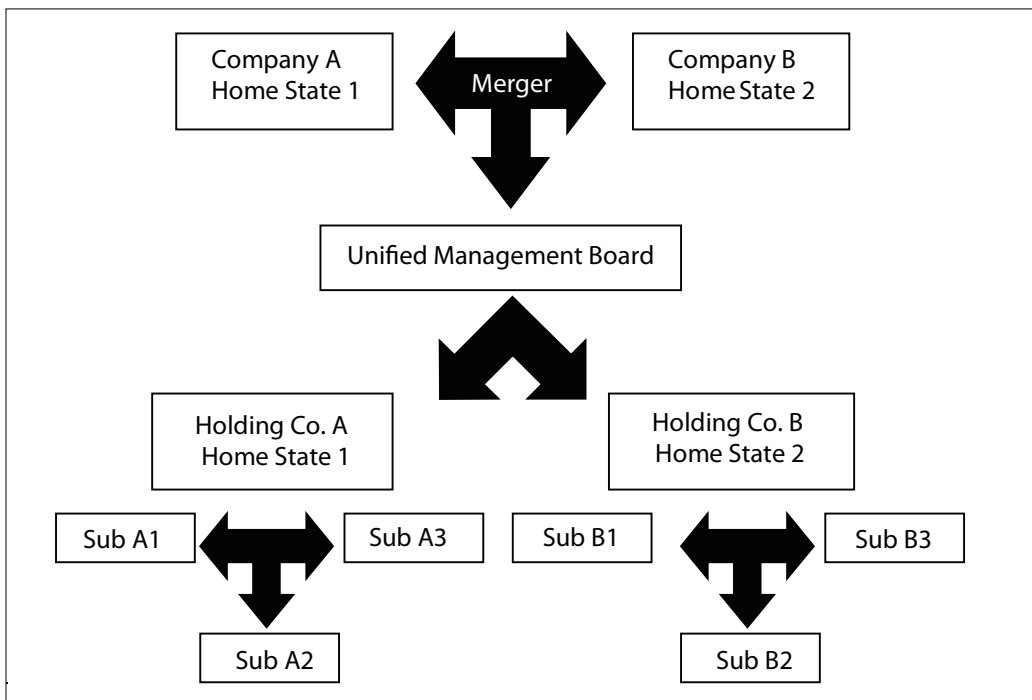 Company A
Home State 1
Merger
Company B
Home State 2
Unified Management Board
Holding Co. A
Home State 1
Holding Co. B
Home State 2
Sub A1
Sub A3
Sub B1
Sub B3
Sub A2
Sub B2